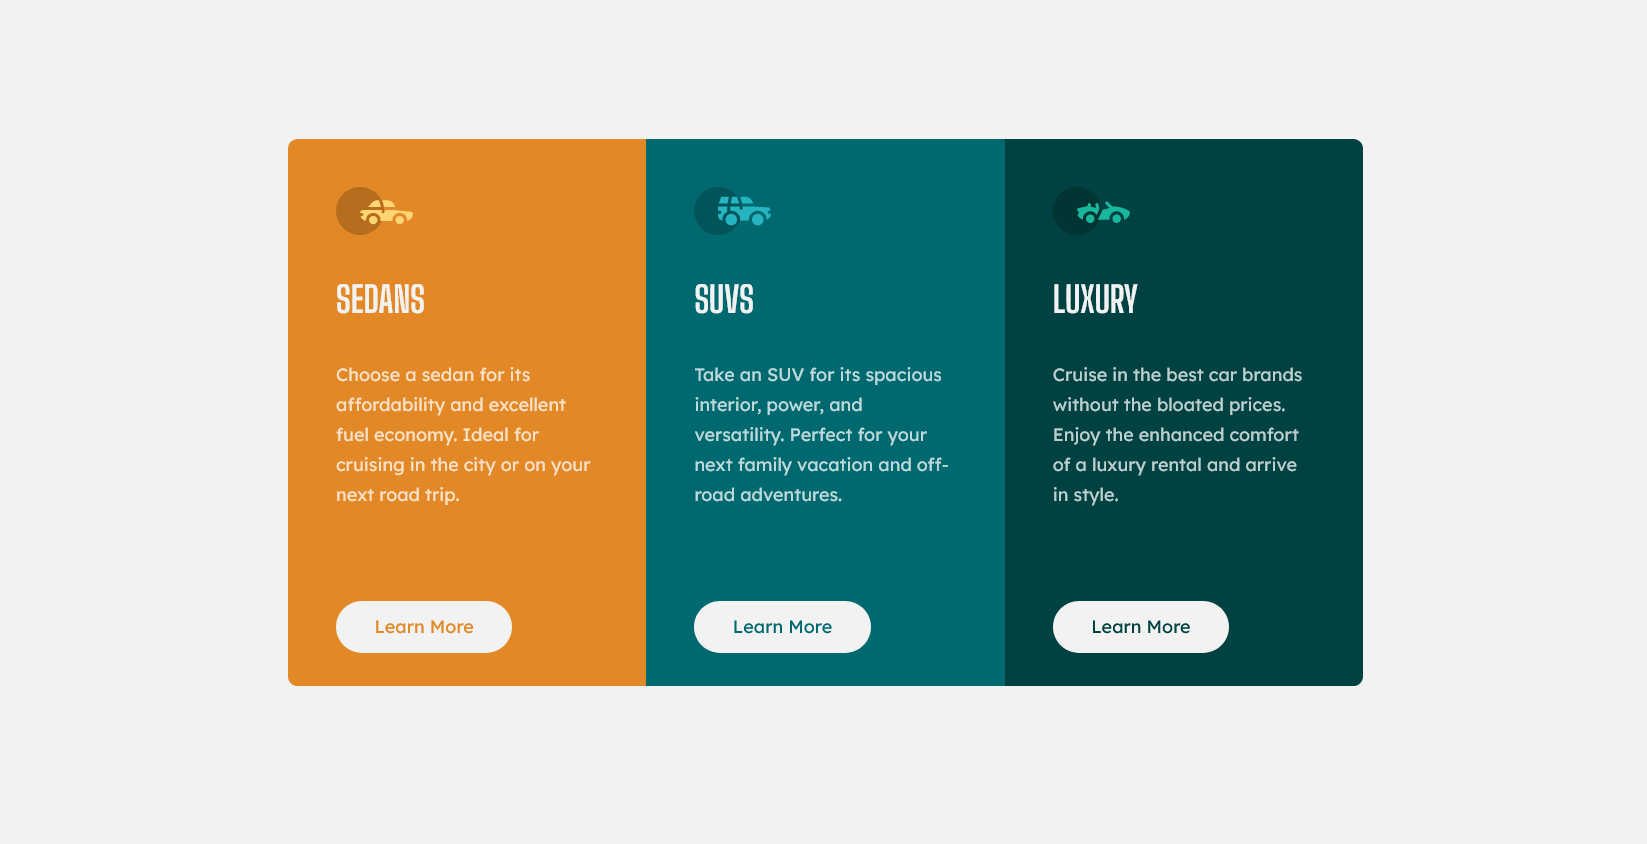 SEDANS
Choose a sedan for its
affordability and excellent
fuel economy. Ideal for
cruising in the city or on your
next road trip.
Learn More
SUVS
Take an SUV for its spacious
interior, power, and
versatility. Perfect for your
next family vacation and off-
road adventures.
Learn More
LUXURY
Cruise in the best car brands
without the bloated prices.
Enjoy the enhanced comfort
of a luxury rental and arrive
in style.
Learn More